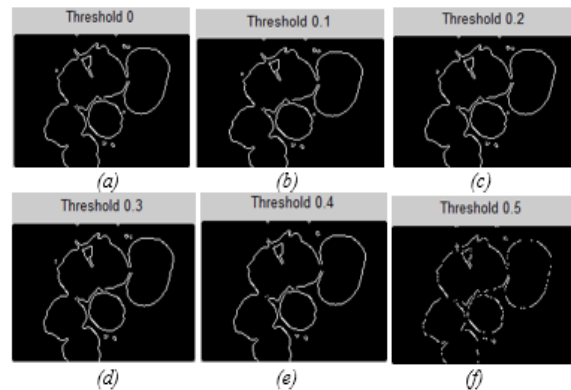 Threshold 0
Threshold 0.1
Threshold 0.2
(a)
(b)
(c)
Threshold 0.3
Threshold 0.4
Threshold 0.5
(d)
(e)
(f)